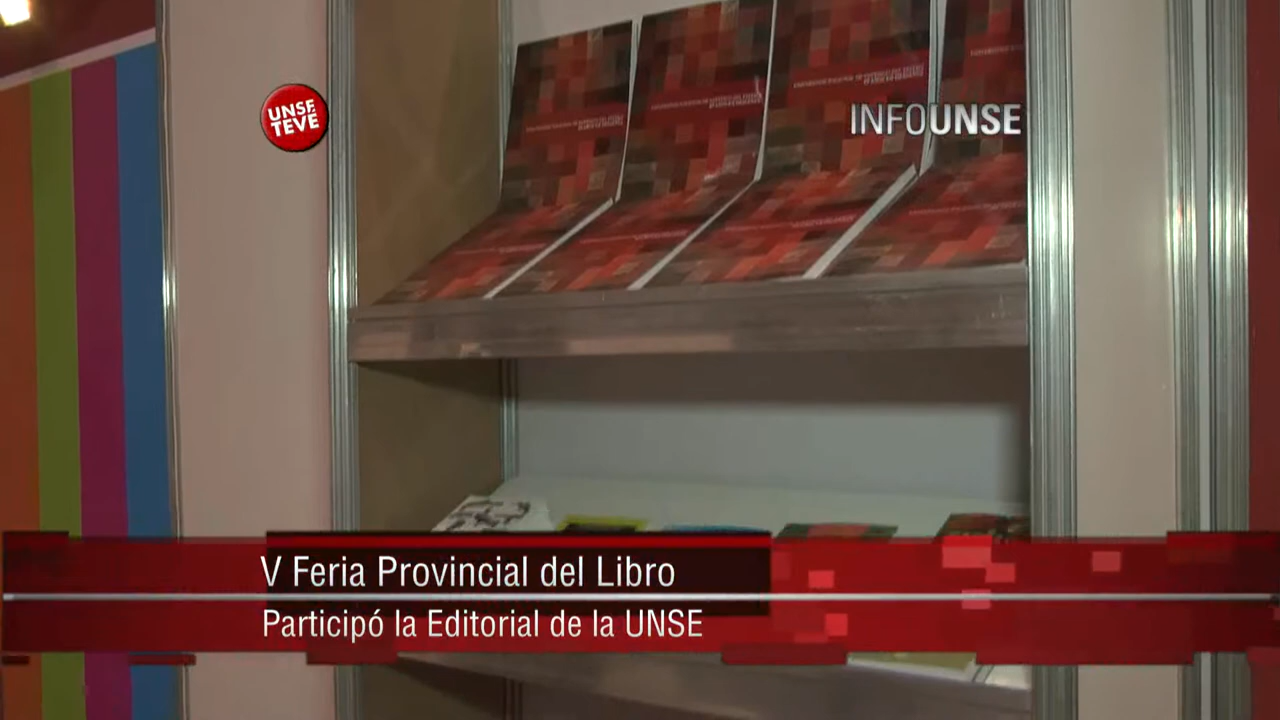 UNSE
TEVE
INFOUNSE
V Feria Provincial del Libro
Participó la Editorial de la UNSE